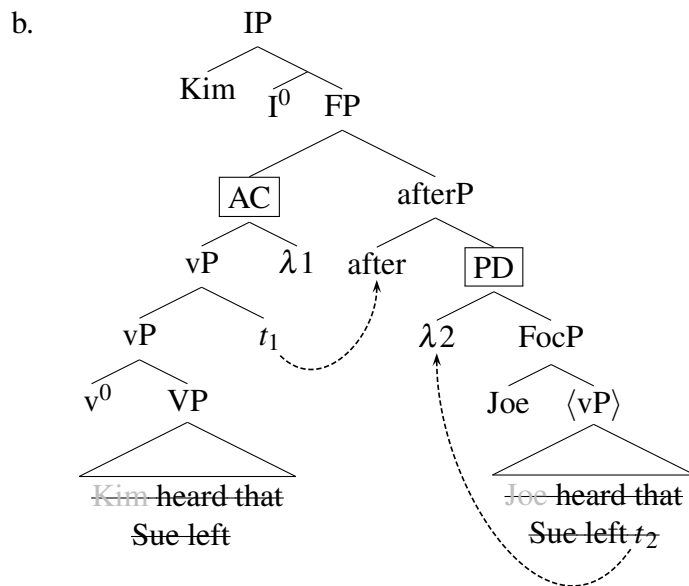 b. IP
Kim
I⁰ FP
AC afterP
vP λ1 after PD
vP t₁ λ2 FocP
v⁰ VP Joe ⟨vP⟩
Kim heard that Joe heard that
Sue left Sue left t₂